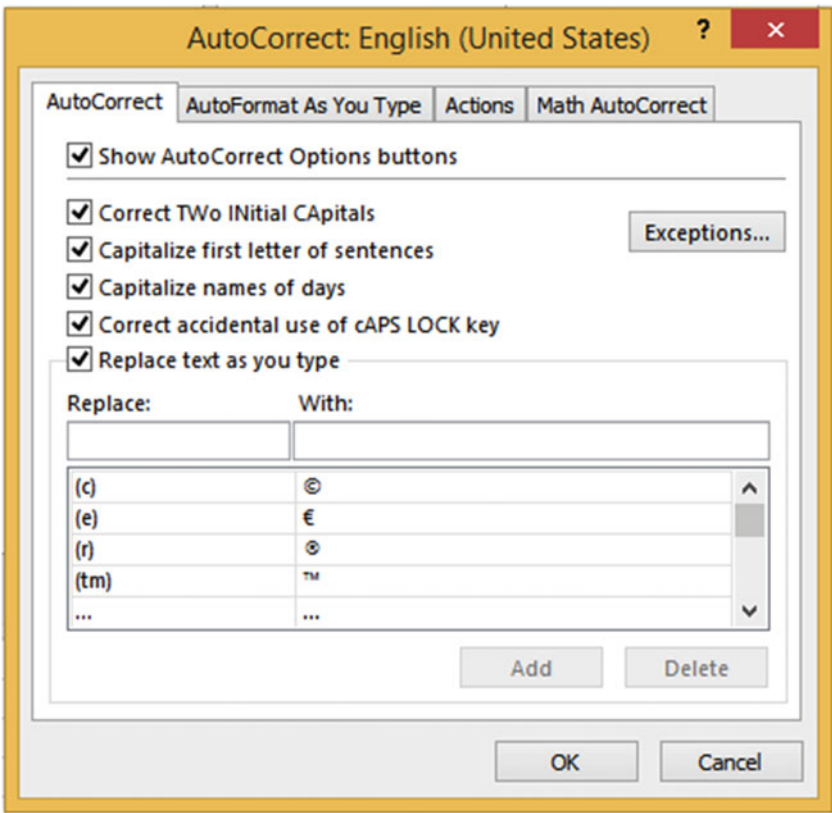 AutoCorrect: English (United States) ? ×
AutoCorrect AutoFormat As You Type Actions Math AutoCorrect
Show AutoCorrect Options buttons
Correct TWo INitial CApitals
Exceptions...
Capitalize first letter of sentences
Capitalize names of days
Correct accidental use of cAPS LOCK key
Replace text as you type
Replace: With:
(c) ©
(e) €
(r) ®
(tm) ™
... ...
Add Delete
OK Cancel